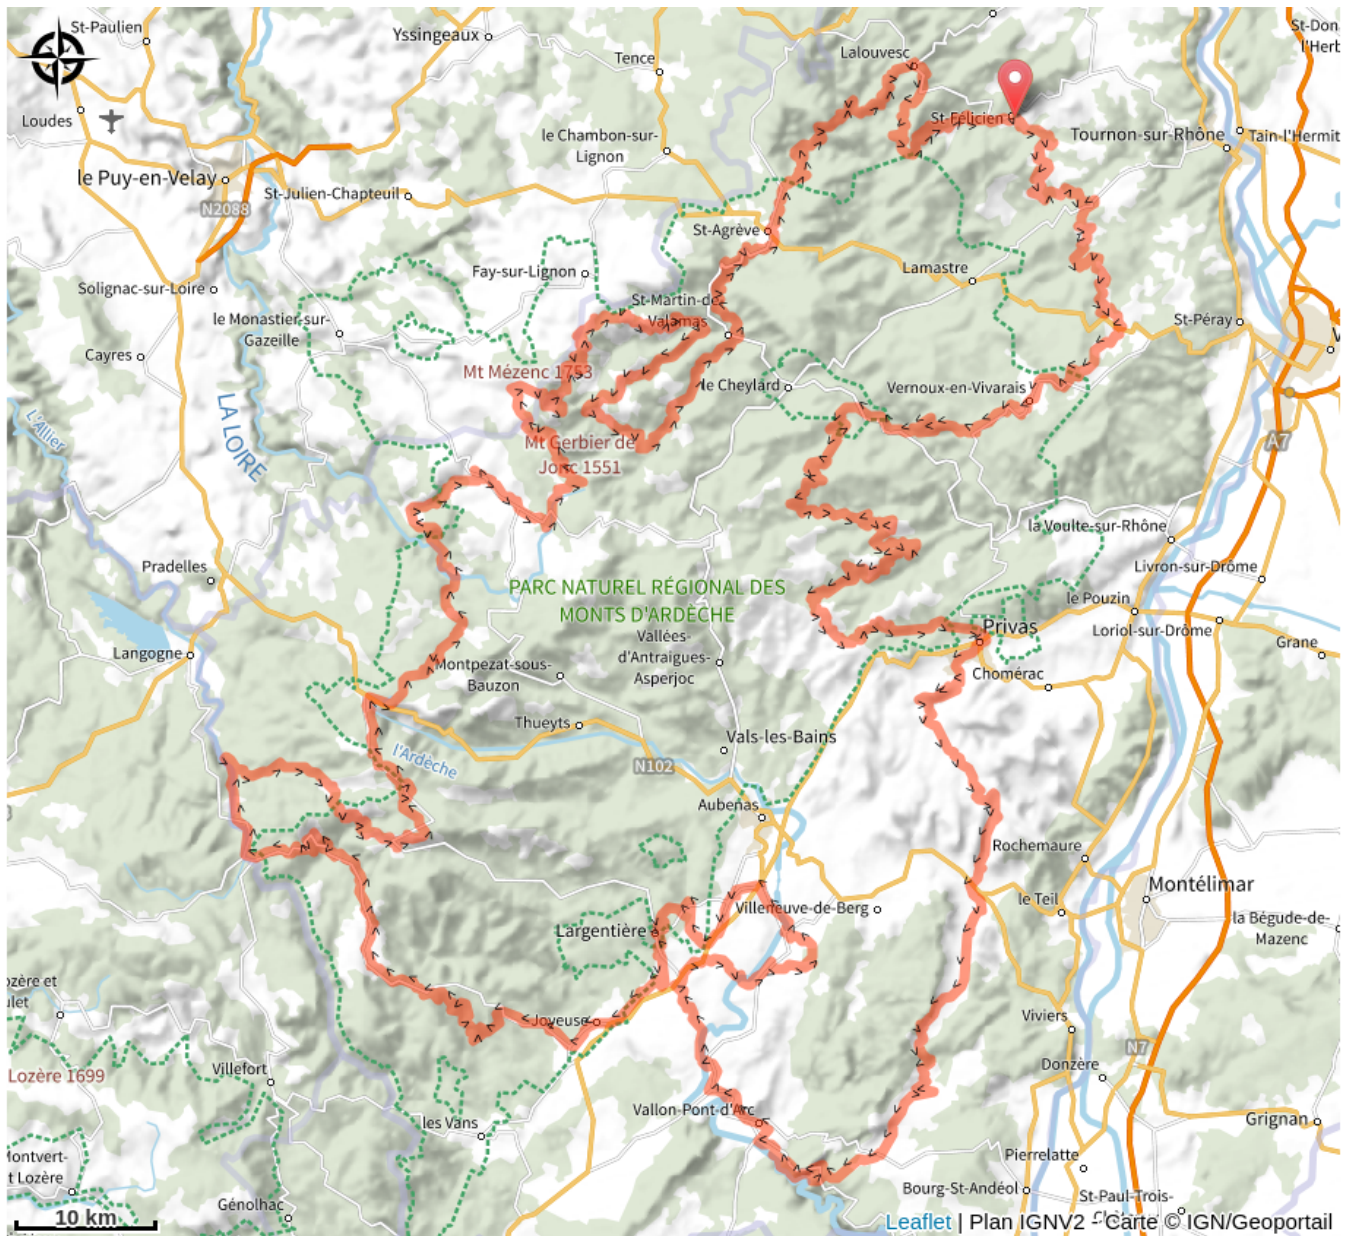 St-Paulien
Yssingeaux
Tence
Lalouvesc
St-Don
l'Herb
Loudes
le Chambon-sur-
Lignon
St-Félicien
Tournon-sur-Rhône
Tain-l'Hermit
le Puy-en-Velay
St-Julien-Chapteuil
N2088
St-Agrève
Fay-sur-Lignon
Lamastre
Solignac-sur-Loire
St-Martin-de-
Valamas
le Monastier-sur-
Gazeille
St-Péray
V
Cayres
Mt Mézenc 1753
le Cheylard
Vernoux-en-Vivarais
LA LOIRE
L'Allier
Mt Gerbier de
Jonc 1551
A7
la Voulte-sur-Rhône
Pradelles
Livron-sur-Drôme
PARC NATUREL RÉGIONAL DES
MONTS D'ARDÈCHE
le Pouzin
Privas
Loriol-sur-Drôme
Grane
Langogne
Vallées-
d'Antraigues-
Asperjoc
Montpezat-sous-
Bauzon
Chomérac
Thueyts
Vals-les-Bains
l'Ardèche
N102
Aubenas
Rochemaure
Montélimar
le Teil
Villeneuve-de-Berg
la Bégude-de-
Mazenc
Largentière
ozère et
ulet
Joyeuse
Viviers
N7
Lozère 1699
Villefort
Donzère
Vallon-Pont-d'Arc
les Vans
Grignan
Montvert-
t Lozère
Pierrelatte
Bourg-St-Andéol
St-Paul-Trois-
Génolhac
10 km
Leaflet | Plan IGNV2 - Carte © IGN/Geoportail